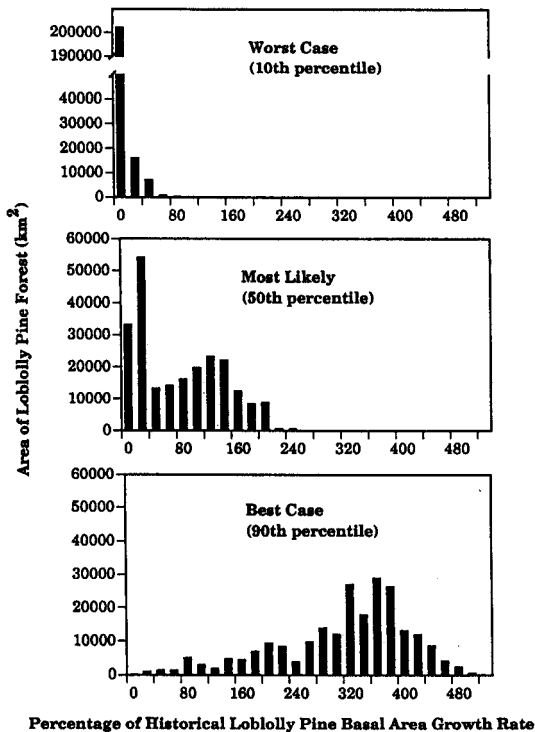 Area of Loblolly Pine Forest (km²)
200000
190000
40000
30000
20000
10000
0
Worst Case
(10th percentile)
0 80 160 240 320 400 480
60000
50000
40000
30000
20000
10000
0
Most Likely
(50th percentile)
0 80 160 240 320 400 480
60000
50000
40000
30000
20000
10000
0
Best Case
(90th percentile)
0 80 160 240 320 400 480
Percentage of Historical Loblolly Pine Basal Area Growth Rate